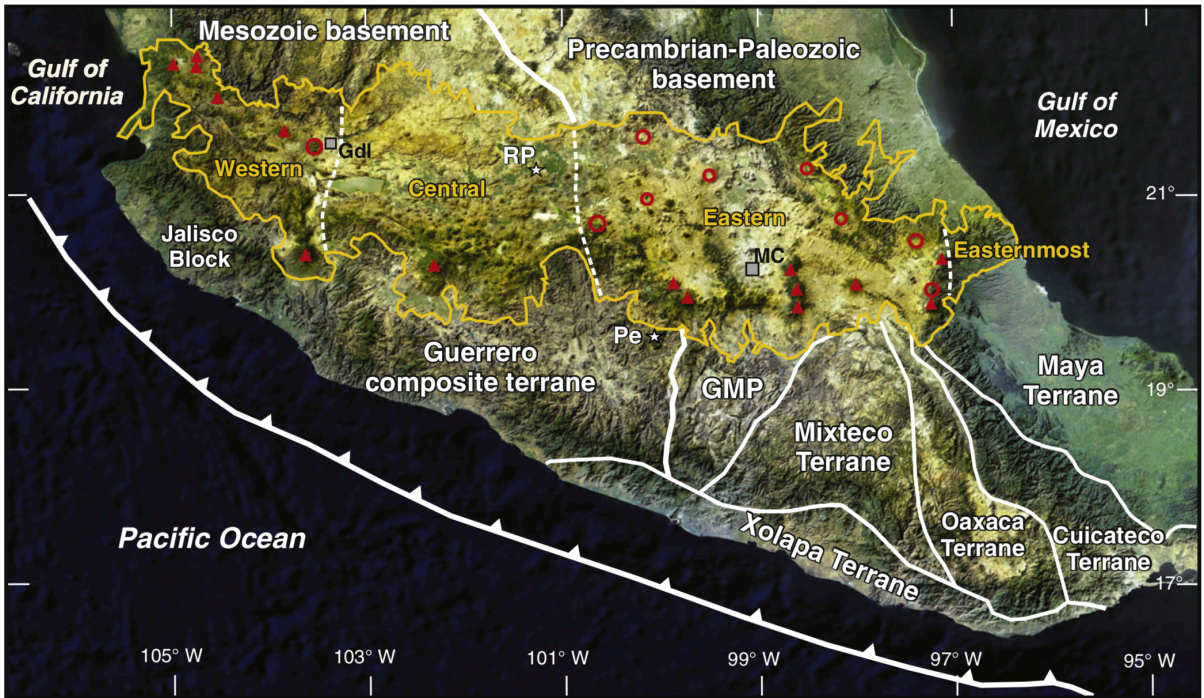 Mesozoic basement
Precambrian-Paleozoic
basement
Gulf of
California
Gulf of
Mexico
Gdl
RP
Western
Central
Eastern
21°
Jalisco
Block
MC
Easternmost
Pe
Guerrero
composite terrane
GMP
Maya
Terrane
19°
Mixteco
Terrane
Pacific Ocean
Xolapa Terrane
Oaxaca
Terrane
Cuicateco
Terrane
17°
105° W
103° W
101° W
99° W
97° W
95° W